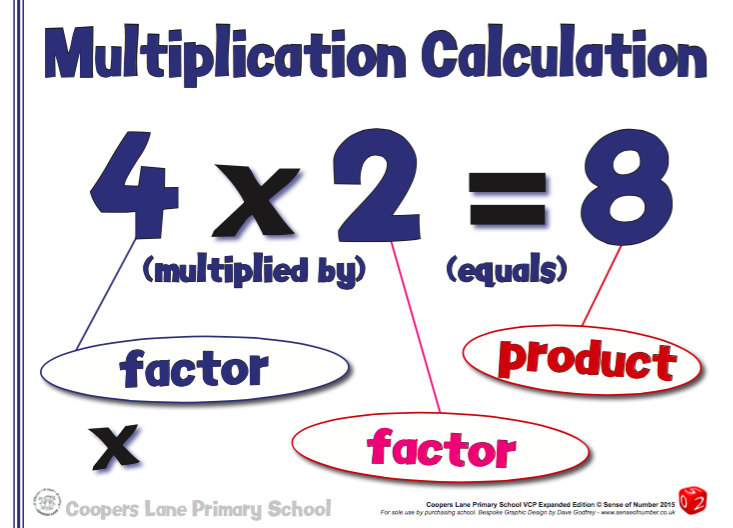 Multiplication Calculation
4 x 2 = 8
(multiplied by) (equals)
factor
product
factor
x
Coopers Lane Primary School
Coopers Lane Primary School VCP Expanded Edition © Sense of Number 2015
For sole use by purchasing school. Bespoke Graphic Design by Dave Godfrey - www.senseofnumber.co.uk